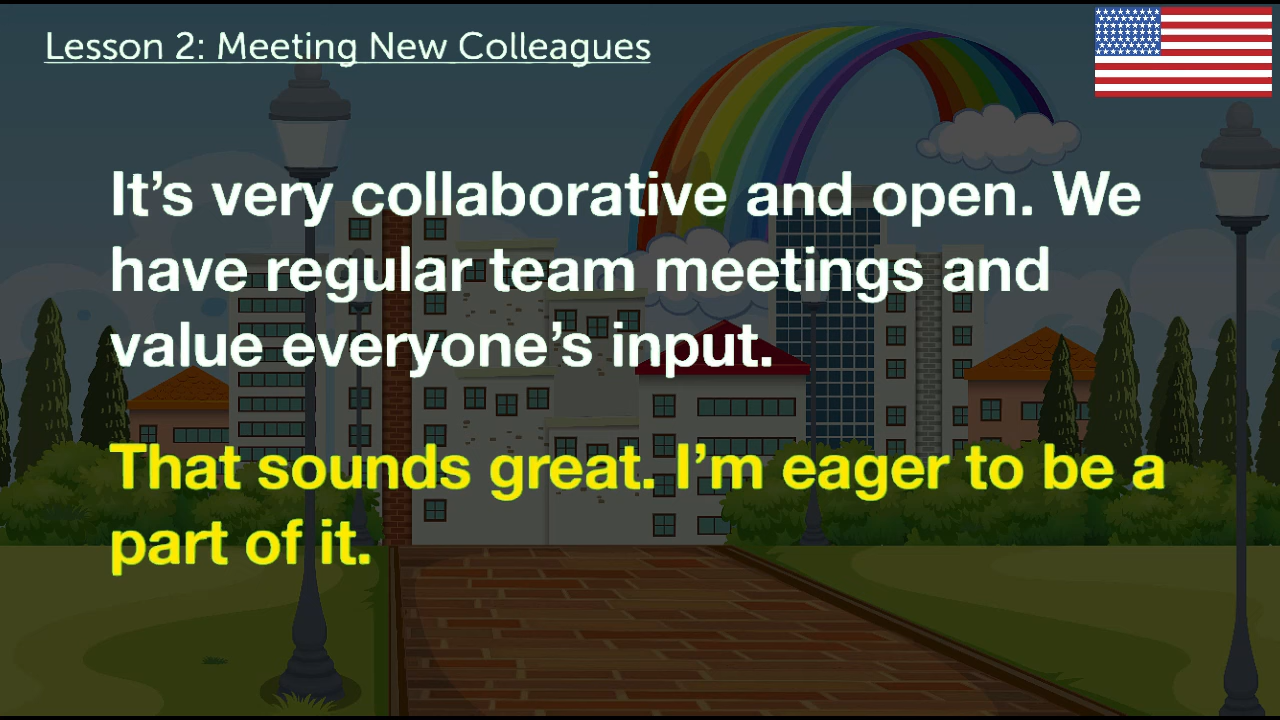 Lesson 2: Meeting New Colleagues
It’s very collaborative and open. We
have regular team meetings and
value everyone’s input.
That sounds great. I’m eager to be a
part of it.